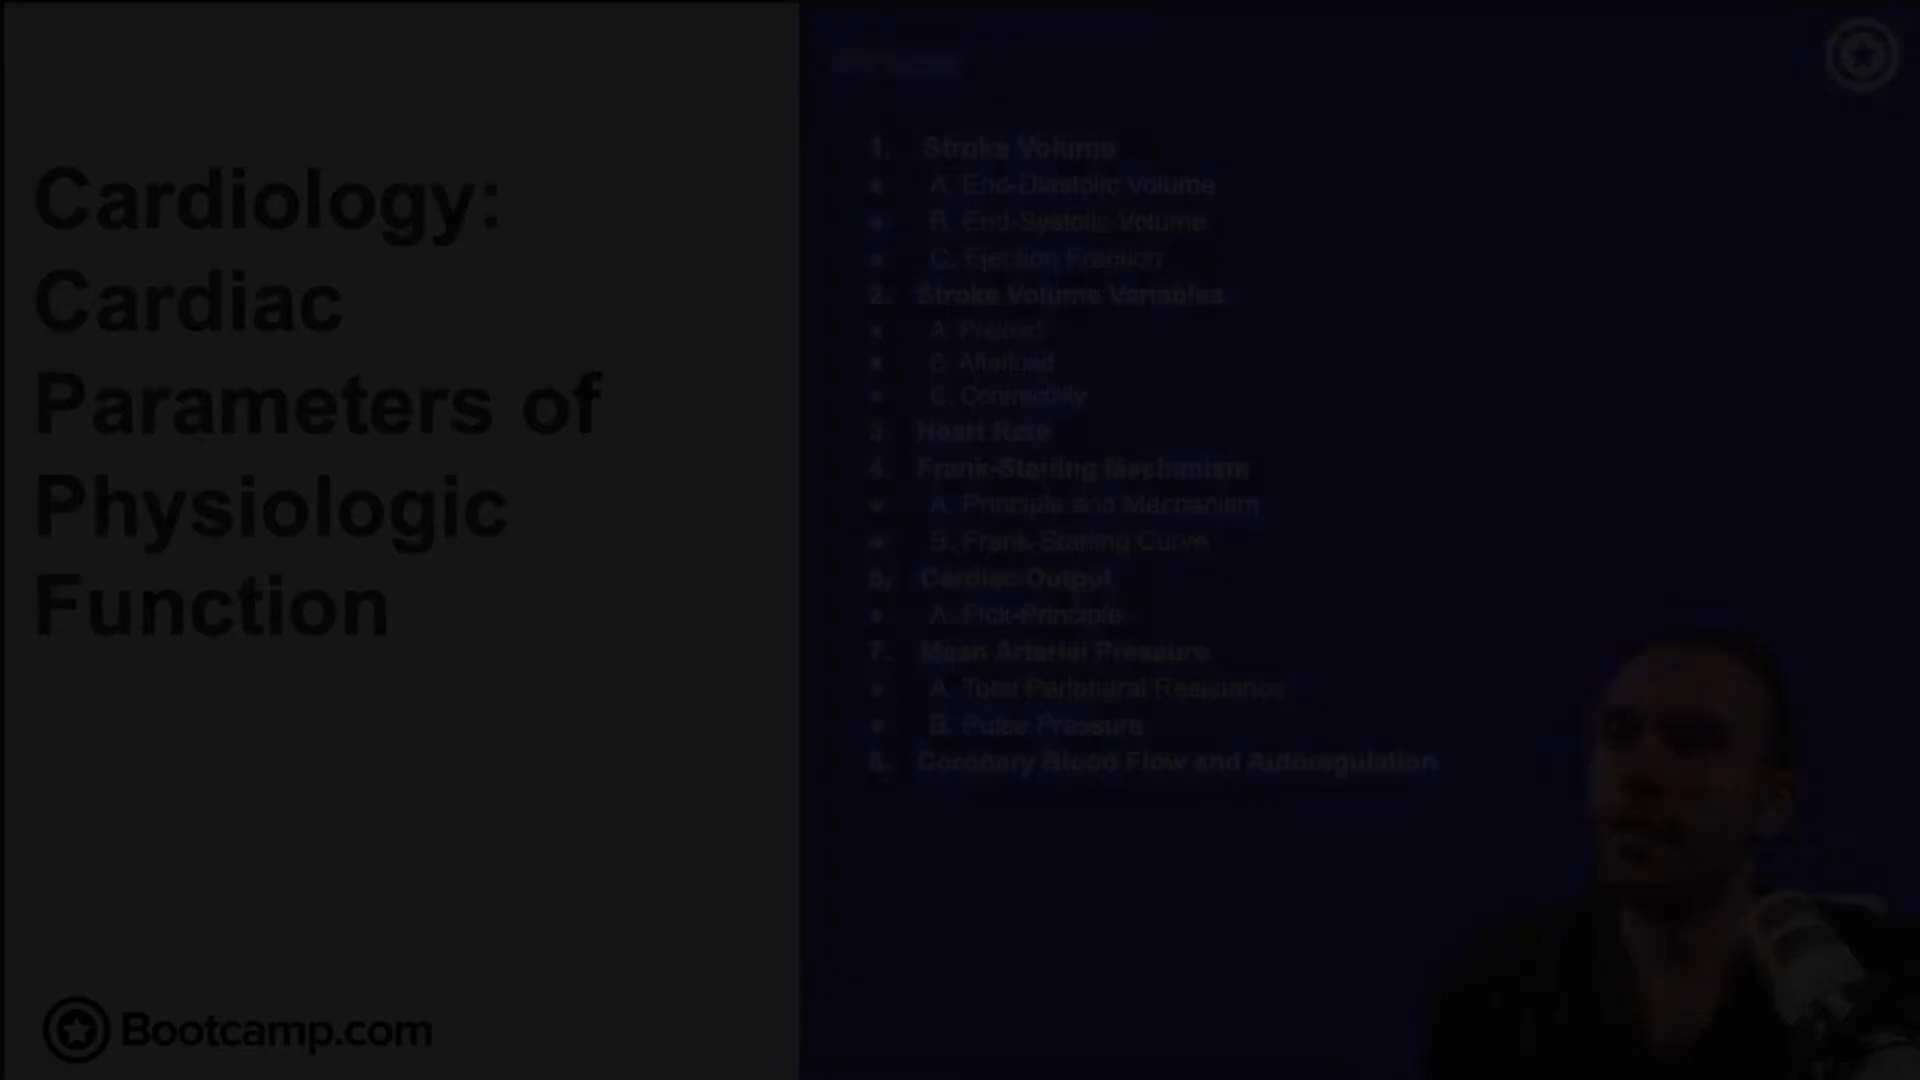 Cardiology:
Cardiac
Parameters of
Physiologic
Function
Bootcamp.com
1. Stroke Volume
A. End-Diastolic Volume
B. End-Systolic Volume
C. Ejection Fraction
2. Stroke Volume Variables
A. Preload
B. Afterload
C. Contractility
3. Heart Rate
4. Frank-Starling Mechanism
A. Principle and Mechanism
B. Frank-Starling Curve
Cardiac Output
A. Fick-Principle
7. Mean Arterial Pressure
A. Total Peripheral Resistance
B. Pulse Pressure
8. Coronary Blood Flow and Autoregulation